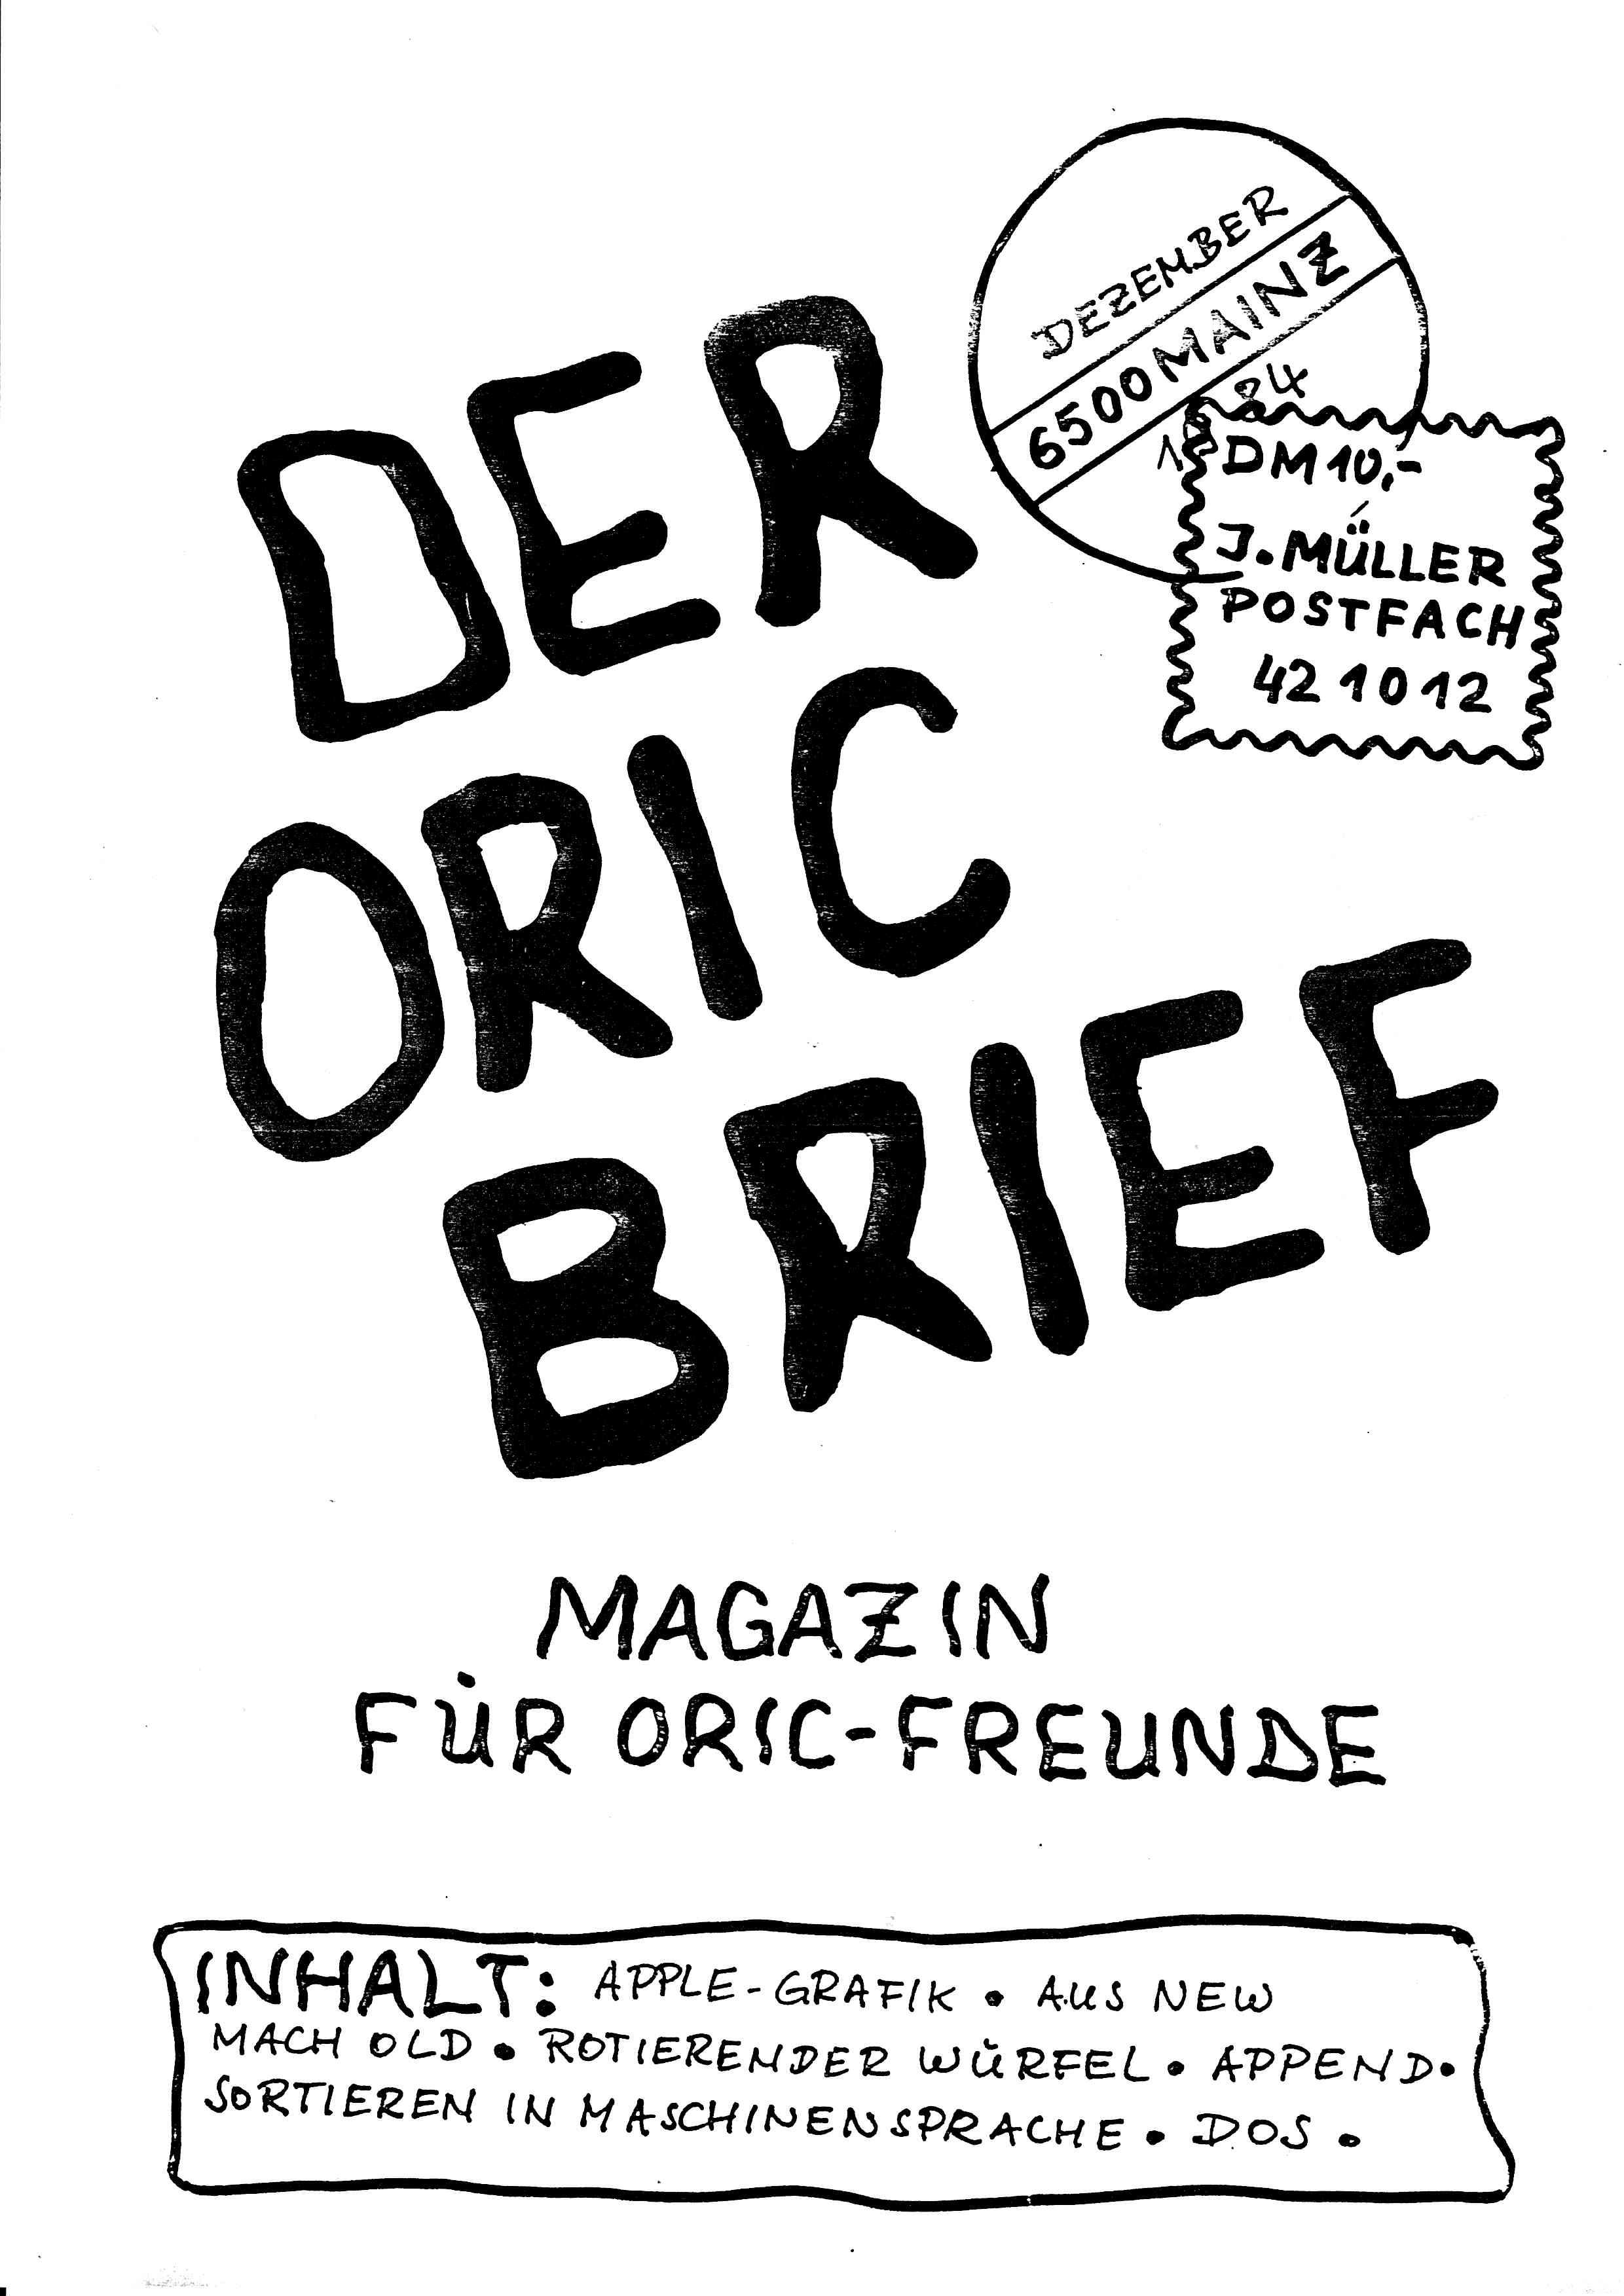 DEZEMBER
6500 MAINZ
1984
DM 10,-
J. MÜLLER
POSTFACH
42 10 12
DER
ORIC
BRIEF
MAGAZIN
FÜR ORIC-FREUNDE
INHALT: APPLE-GRAFIK • AUS NEW
MACH OLD • ROTIERENDER WÜRFEL • APPEND •
SORTIEREN IN MASCHINENSPRACHE • DOS •